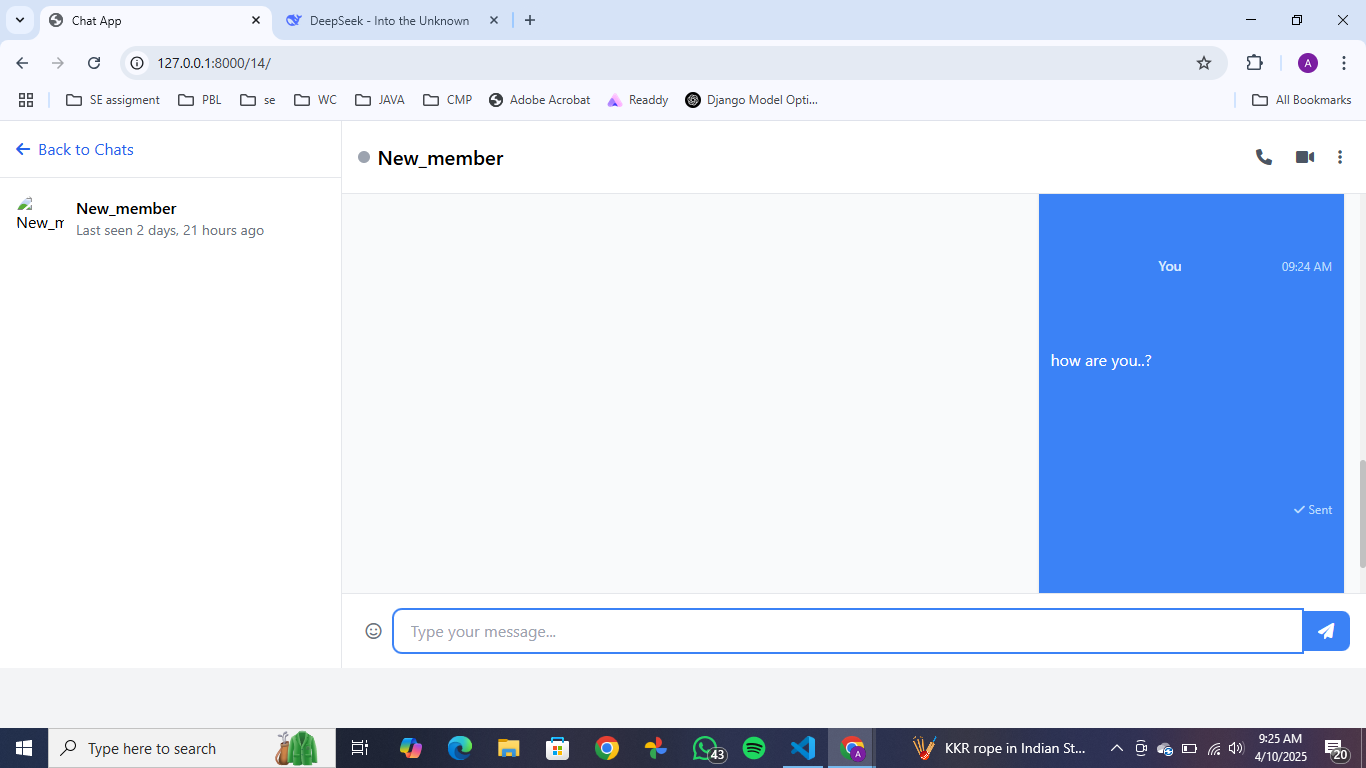 Chat App
DeepSeek - Into the Unknown
127.0.0.1:8000/14/
A
SE assigment
PBL
se
WC
JAVA
CMP
Adobe Acrobat
Readdy
Django Model Opti...
All Bookmarks
Back to Chats
New_member
New_m
New_member
Last seen 2 days, 21 hours ago
You
09:24 AM
how are you..?
Sent
Type your message...
Type here to search
43
A
KKR rope in Indian St...
9:25 AM
4/10/2025
20